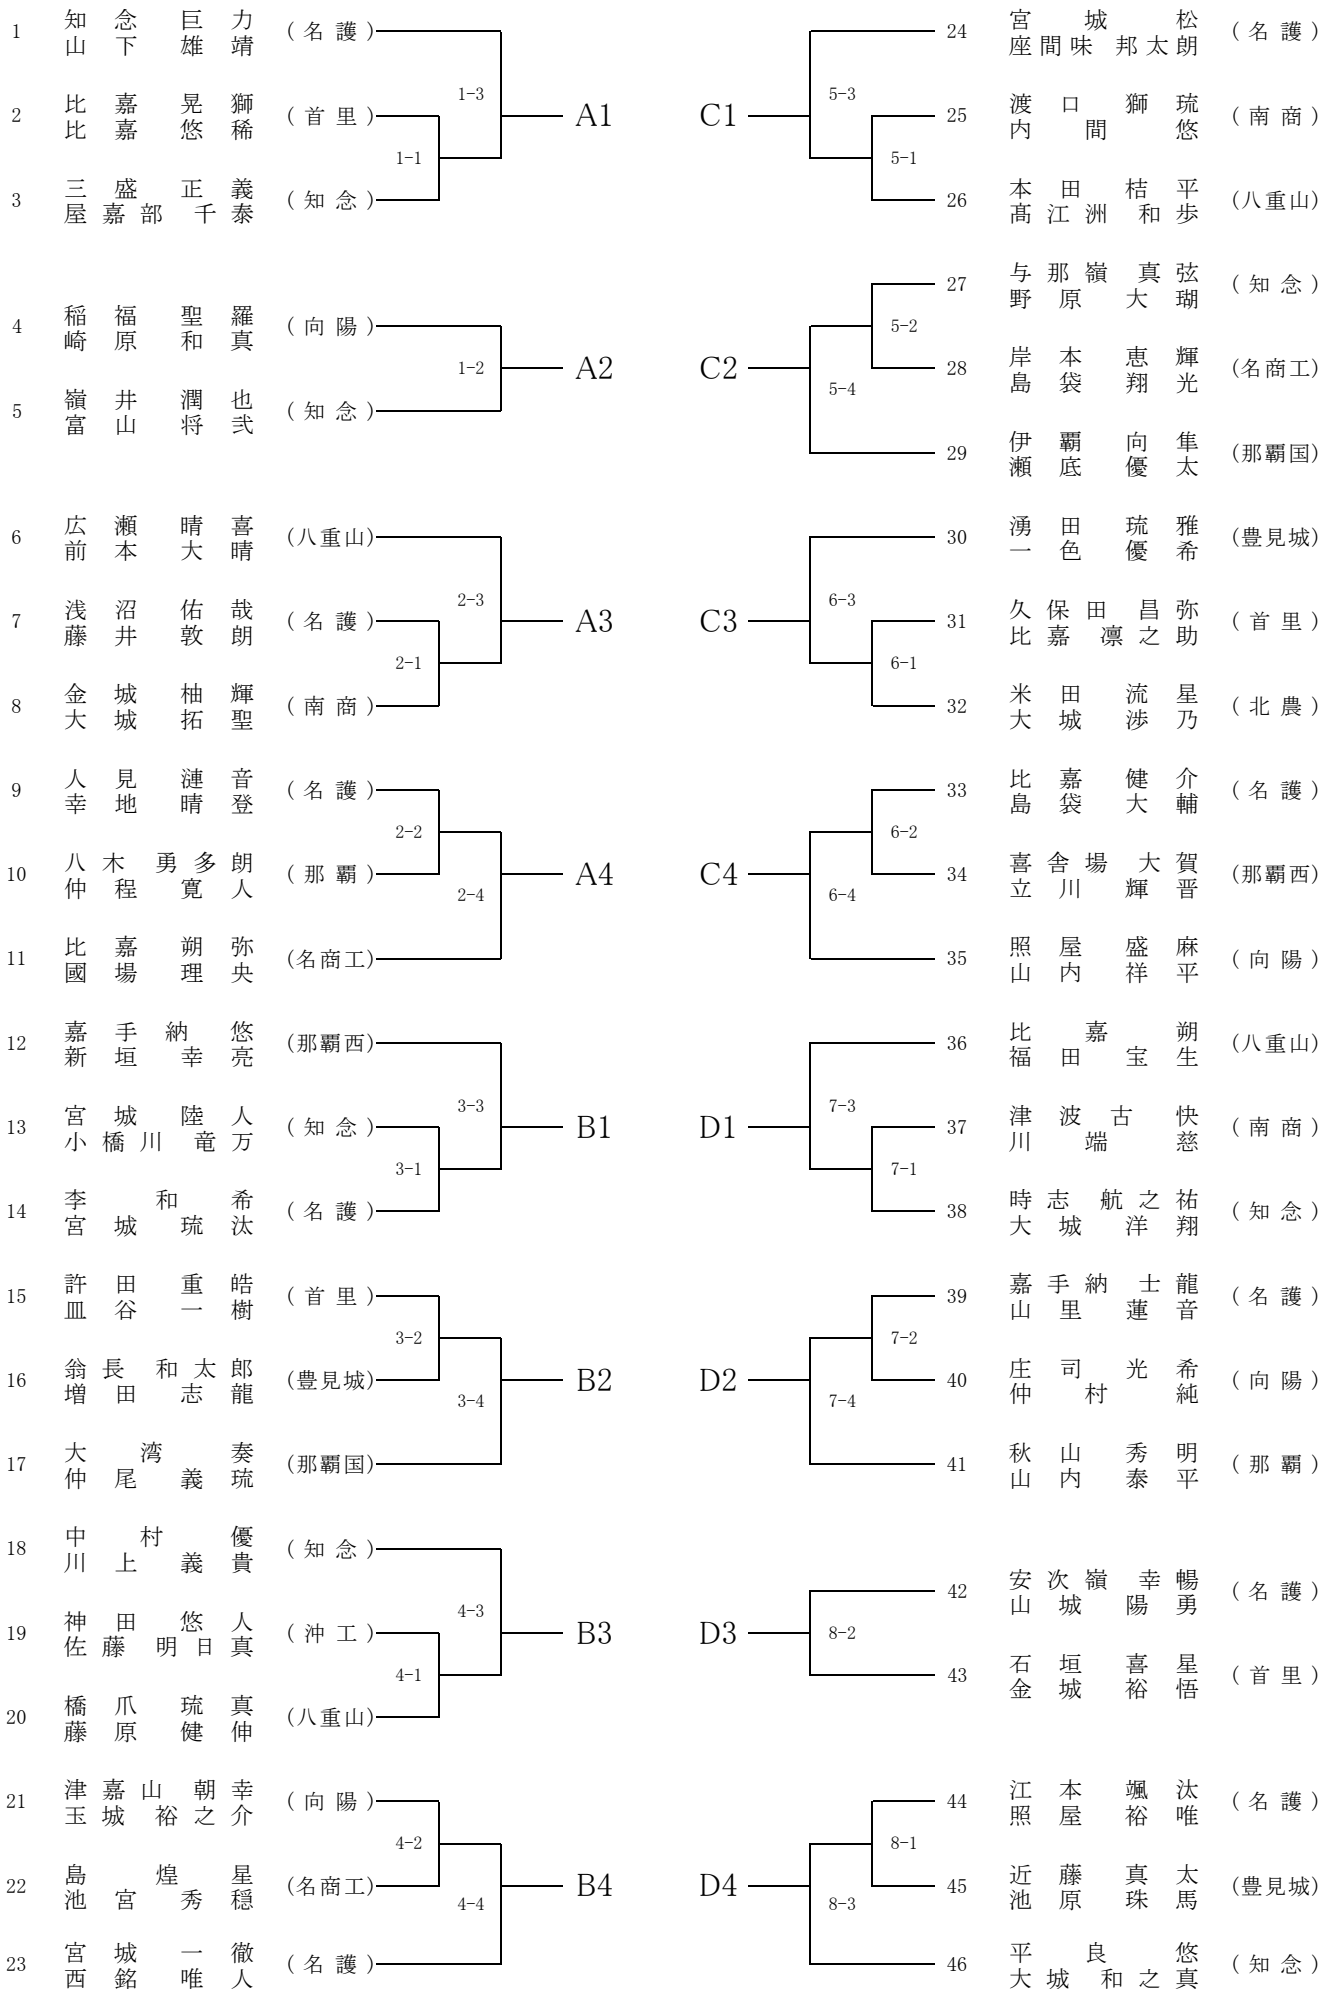 1 知念巨力 (名護)
山下雄靖
1-3
2 比嘉晃獅 (首里) A1
比嘉悠稀
1-1
3 三盛正義 (知念)
屋嘉部千泰
4 稲福聖羅 (向陽)
崎原和真
1-2 A2
5 嶺井潤也 (知念)
富山将弐
6 広瀬晴喜 (八重山)
前本大晴
2-3
7 浅沼佑哉 (名護) A3
藤井敦朗
2-1
8 金城柚輝 (南商)
大城拓聖
9 人見漣音 (名護)
幸地晴登
2-2
10 八木勇多朗 (那覇) A4
仲程寛人
2-4
11 比嘉朔弥 (名商工)
國場理央
12 嘉手納悠 (那覇西)
新垣幸亮
3-3
13 宮城陸人 (知念) B1
小橋川竜万
3-1
14 李和希 (名護)
宮城琉汰
15 許田重皓 (首里)
皿谷一樹
3-2
16 翁長和太郎 (豊見城) B2
増田志龍
3-4
17 大湾奏 (那覇国)
仲尾義琉
18 中村優 (知念)
川上義貴
4-3
19 神田悠人 (沖工) B3
佐藤明日真
4-1
20 橋爪琉真 (八重山)
藤原健伸
21 津嘉山朝幸 (向陽)
玉城裕之介
4-2
22 島煌星 (名商工) B4
池宮秀穏
4-4
23 宮城一徹 (名護)
西銘唯人
24 宮城松 (名護)
座間味邦太朗
5-3
C1 25 渡口獅琉 (南商)
内間悠
5-1
26 本田桔平 (八重山)
髙江洲和歩
27 与那嶺真弦 (知念)
野原大瑚
5-2
C2 28 岸本恵輝 (名商工)
島袋翔光
5-4
29 伊覇向隼 (那覇国)
瀬底優太
30 湧田琉雅 (豊見城)
一色優希
6-3
C3 31 久保田昌弥 (首里)
比嘉凛之助
6-1
32 米田流星 (北農)
大城渉乃
33 比嘉健介 (名護)
島袋大輔
6-2
C4 34 喜舎場大賀 (那覇西)
立川輝晋
6-4
35 照屋盛麻 (向陽)
山内祥平
36 比嘉朔 (八重山)
福田宝生
7-3
D1 37 津波古快 (南商)
川端慈
7-1
38 時志航之祐 (知念)
大城洋翔
39 嘉手納士龍 (名護)
山里蓮音
7-2
D2 40 庄司光希 (向陽)
仲村純
7-4
41 秋山秀明 (那覇)
山内泰平
42 安次嶺幸暢 (名護)
山城陽勇
D3 8-2
43 石垣喜星 (首里)
金城裕悟
44 江本颯汰 (名護)
照屋裕唯
8-1
D4 45 近藤真太 (豊見城)
池原珠馬
8-3
46 平良悠 (知念)
大城和之真